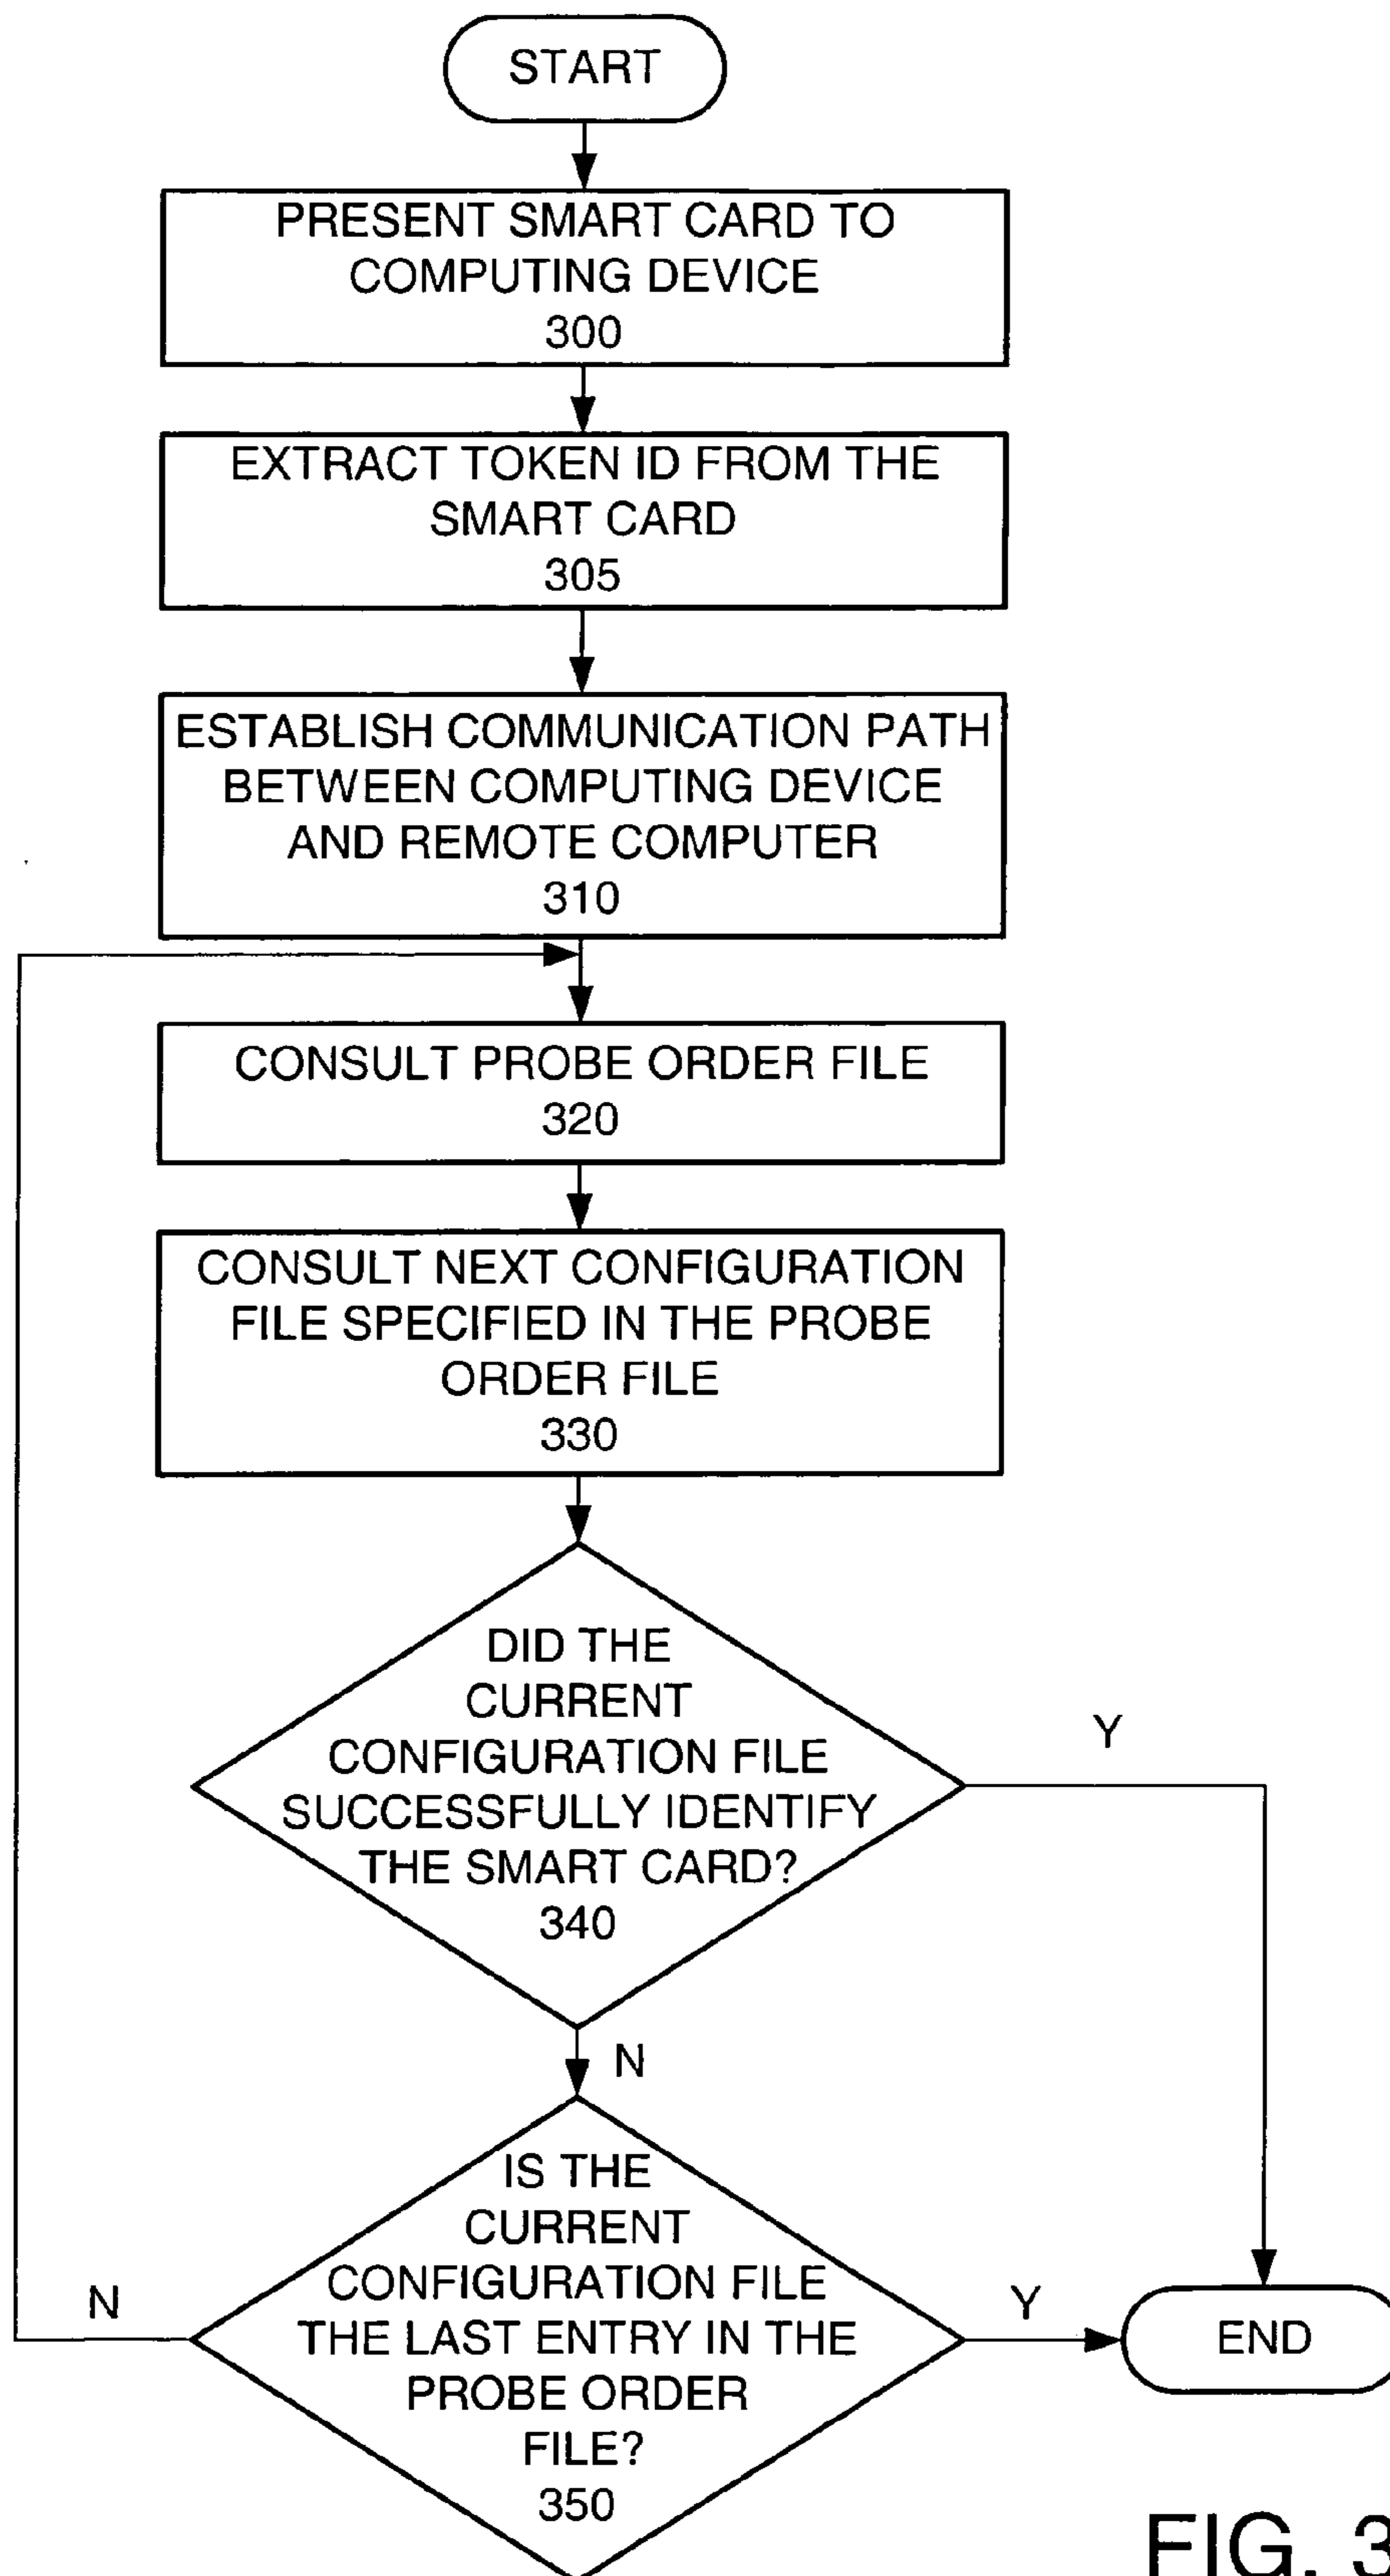 START
PRESENT SMART CARD TO
COMPUTING DEVICE
300
EXTRACT TOKEN ID FROM THE
SMART CARD
305
ESTABLISH COMMUNICATION PATH
BETWEEN COMPUTING DEVICE
AND REMOTE COMPUTER
310
CONSULT PROBE ORDER FILE
320
CONSULT NEXT CONFIGURATION
FILE SPECIFIED IN THE PROBE
ORDER FILE
330
DID THE
CURRENT
CONFIGURATION FILE
SUCCESSFULLY IDENTIFY
THE SMART CARD?
340
Y
N
IS THE
CURRENT
CONFIGURATION FILE
THE LAST ENTRY IN THE
PROBE ORDER
FILE?
350
N
Y
END
FIG. 3